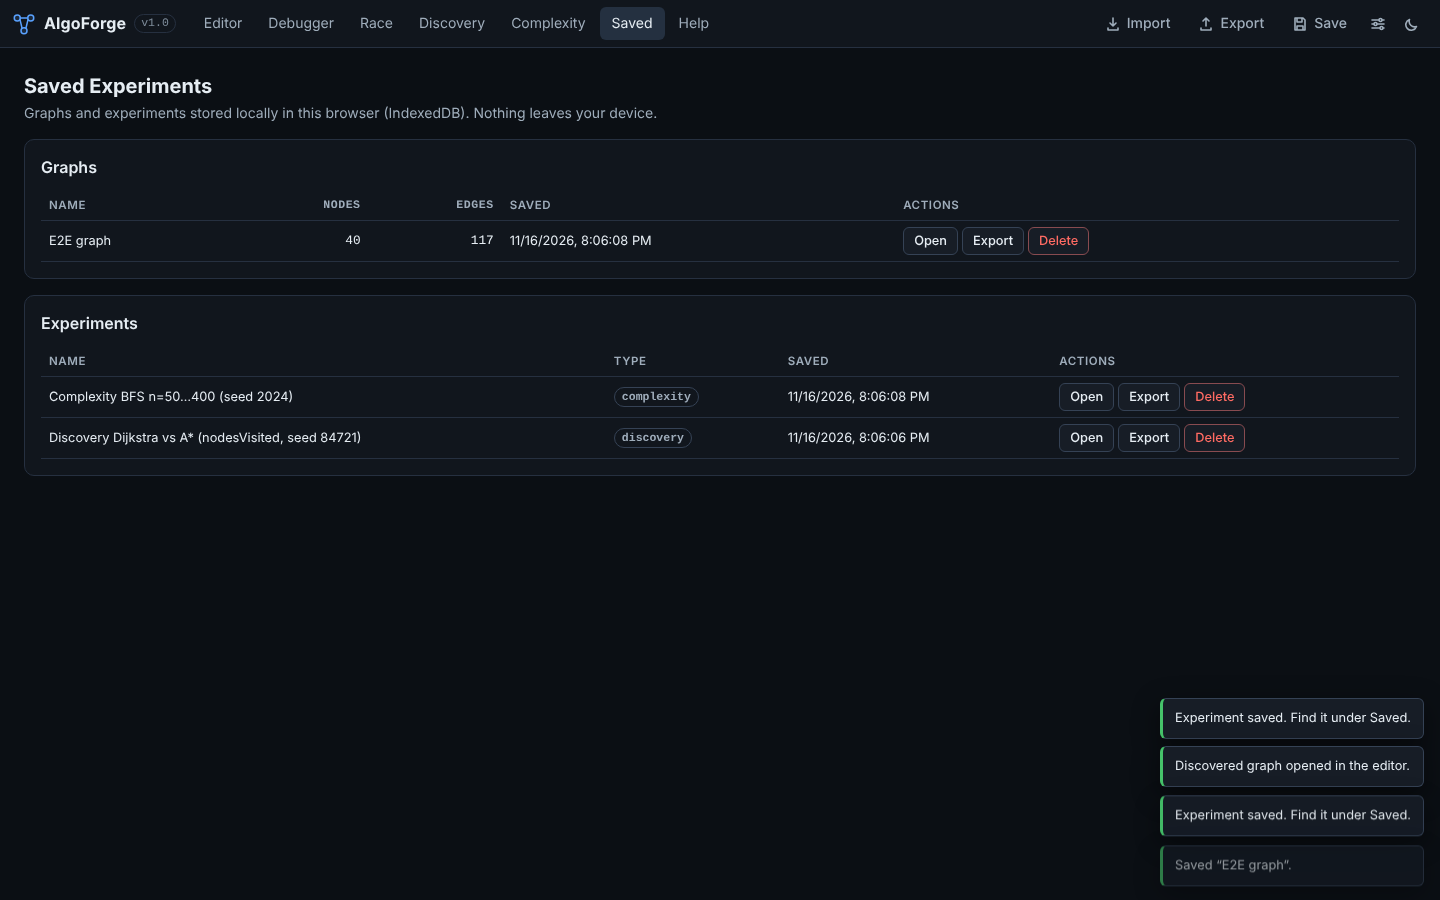 AlgoForge v1.0 Editor Debugger Race Discovery Complexity Saved Help Import Export Save
Saved Experiments
Graphs and experiments stored locally in this browser (IndexedDB). Nothing leaves your device.
Graphs
NAME NODES EDGES SAVED ACTIONS
E2E graph 40 117 11/16/2026, 8:06:08 PM Open Export Delete
Experiments
NAME TYPE SAVED ACTIONS
Complexity BFS n=50…400 (seed 2024) complexity 11/16/2026, 8:06:08 PM Open Export Delete
Discovery Dijkstra vs A* (nodesVisited, seed 84721) discovery 11/16/2026, 8:06:06 PM Open Export Delete
Experiment saved. Find it under Saved.
Discovered graph opened in the editor.
Experiment saved. Find it under Saved.
Saved “E2E graph”.